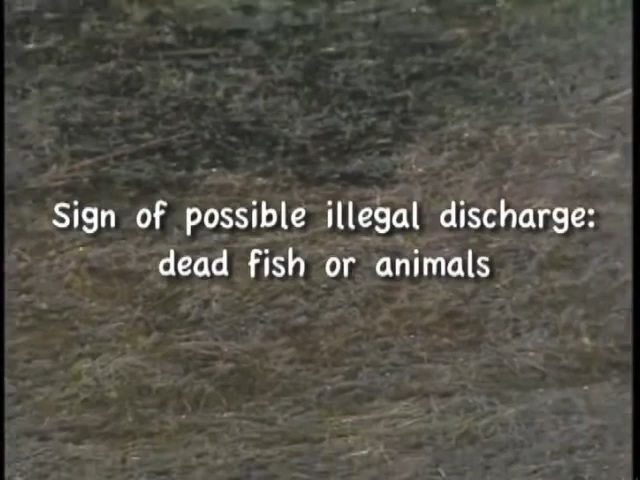 Sign of possible illegal discharge:
dead fish or animals